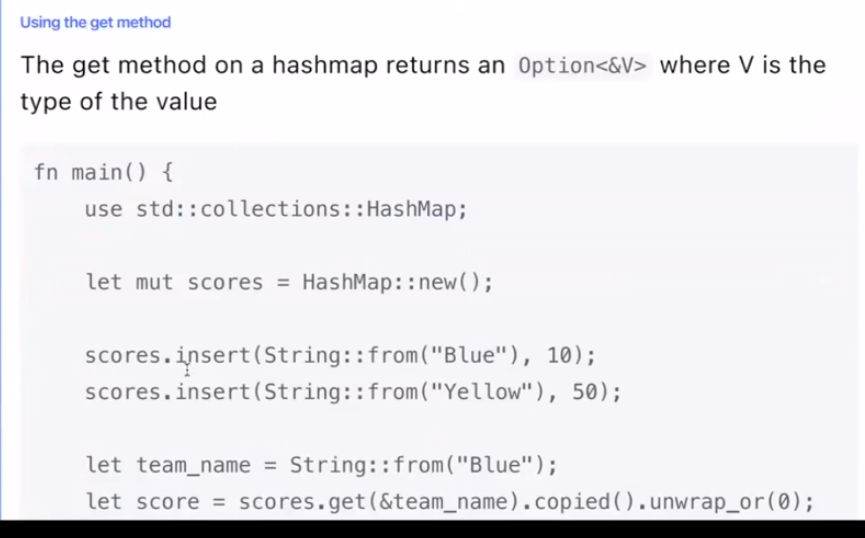 Using the get method
The get method on a hashmap returns an Option<&V> where V is the
type of the value
fn main() {
    use std::collections::HashMap;

    let mut scores = HashMap::new();

    scores.insert(String::from("Blue"), 10);
    scores.insert(String::from("Yellow"), 50);

    let team_name = String::from("Blue");
    let score = scores.get(&team_name).copied().unwrap_or(0);